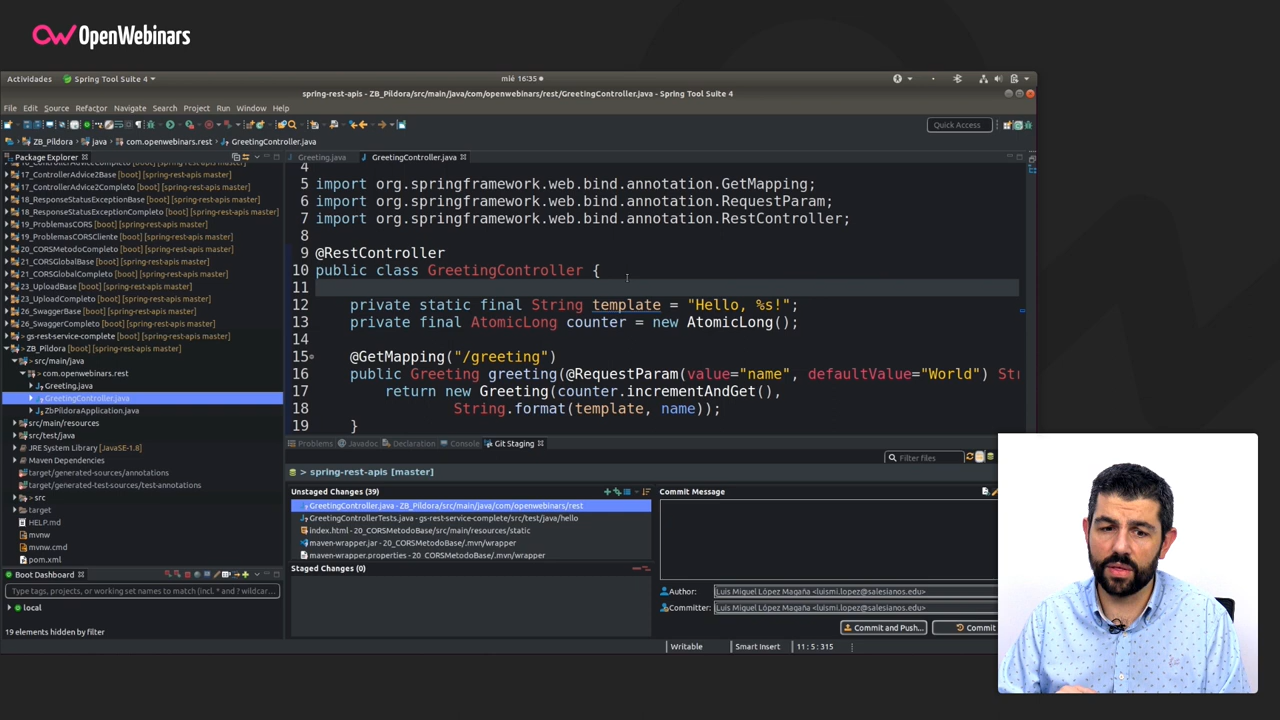 OpenWebinars
Actividades
Spring Tool Suite 4
mié 16:35
spring-rest-apis - ZB_Pildora/src/main/java/com/openwebinars/rest/GreetingController.java - Spring Tool Suite 4
File Edit Source Refactor Navigate Search Project Run Window Help
Quick Access
ZB_Pildora java com.openwebinars.rest GreetingController.java
Package Explorer
17_ControllerAdvice2Base [boot] [spring-rest-apis master]
17_ControllerAdvice2Completo [boot] [spring-rest-apis master]
18_ResponseStatusExceptionBase [boot] [spring-rest-apis master]
18_ResponseStatusExceptionCompleto [boot] [spring-rest-apis master]
19_ProblemasCORS [boot] [spring-rest-apis master]
19_ProblemasCORSCliente [boot] [spring-rest-apis master]
20_CORSMetodoCompleto [boot] [spring-rest-apis master]
21_CORSGlobalBase [boot] [spring-rest-apis master]
21_CORSGlobalCompleto [boot] [spring-rest-apis master]
23_UploadBase [boot] [spring-rest-apis master]
23_UploadCompleto [boot] [spring-rest-apis master]
26_SwaggerBase [boot] [spring-rest-apis master]
26_SwaggerCompleto [boot] [spring-rest-apis master]
> gs-rest-service-complete [boot] [spring-rest-apis master]
> ZB_Pildora [boot] [spring-rest-apis master]
> src/main/java
> com.openwebinars.rest
Greeting.java
GreetingController.java
ZbPildoraApplication.java
src/main/resources
src/test/java
JRE System Library [JavaSE-1.8]
Maven Dependencies
target/generated-sources/annotations
target/generated-test-sources/test-annotations
> src
target
HELP.md
mvnw
mvnw.cmd
pom.xml
Boot Dashboard
Type tags, projects, or working set names to match (incl. * and ? wildcar...
local
19 elements hidden by filter
Greeting.java GreetingController.java
4
5 import org.springframework.web.bind.annotation.GetMapping;
6 import org.springframework.web.bind.annotation.RequestParam;
7 import org.springframework.web.bind.annotation.RestController;
8
9 @RestController
10 public class GreetingController {
11
12 private static final String template = "Hello, %s!";
13 private final AtomicLong counter = new AtomicLong();
14
15 @GetMapping("/greeting")
16 public Greeting greeting(@RequestParam(value="name", defaultValue="World") Str
17 return new Greeting(counter.incrementAndGet(),
18 String.format(template, name));
19 }
Problems Javadoc Declaration Console Git Staging
Filter files
> spring-rest-apis [master]
Unstaged Changes (39)
GreetingController.java - ZB_Pildora/src/main/java/com/openwebinars/rest
GreetingControllerTests.java - gs-rest-service-complete/src/test/java/hello
index.html - 20_CORSMetodoBase/src/main/resources/static
maven-wrapper.jar - 20_CORSMetodoBase/.mvn/wrapper
maven-wrapper.properties - 20_CORSMetodoBase/.mvn/wrapper
Staged Changes (0)
Commit Message
Author: Luis Miguel López Magaña <luismi.lopez@salesianos.edu>
Committer: Luis Miguel López Magaña <luismi.lopez@salesianos.edu>
Commit and Push... Commit
Writable Smart Insert 11 : 5 : 315